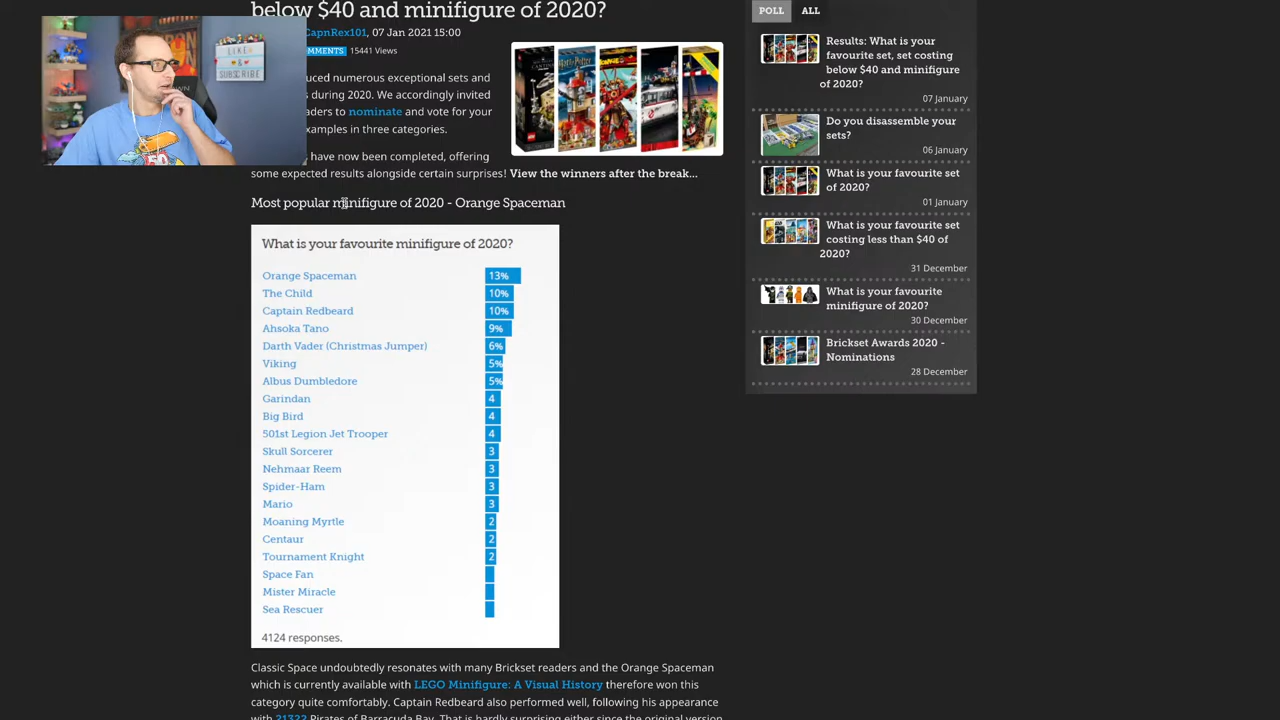 below $40 and minifigure of 2020?
CapnRex101, 07 Jan 2021 15:00
MMENTS 15441 Views
uced numerous exceptional sets and
s during 2020. We accordingly invited
aders to nominate and vote for your
xamples in three categories.
have now been completed, offering
some expected results alongside certain surprises! View the winners after the break...
LIKE
&
SUBSCRIBE
Most popular minifigure of 2020 - Orange Spaceman
What is your favourite minifigure of 2020?
Orange Spaceman 13%
The Child 10%
Captain Redbeard 10%
Ahsoka Tano 9%
Darth Vader (Christmas Jumper) 6%
Viking 5%
Albus Dumbledore 5%
Garindan 4
Big Bird 4
501st Legion Jet Trooper 4
Skull Sorcerer 3
Nehmaar Reem 3
Spider-Ham 3
Mario 3
Moaning Myrtle 2
Centaur 2
Tournament Knight 2
Space Fan
Mister Miracle
Sea Rescuer
4124 responses.
Classic Space undoubtedly resonates with many Brickset readers and the Orange Spaceman
which is currently available with LEGO Minifigure: A Visual History therefore won this
category quite comfortably. Captain Redbeard also performed well, following his appearance
with 21322 Pirates of Barracuda Bay. That is hardly surprising either since the original version
POLL ALL
Results: What is your
favourite set, set costing
below $40 and minifigure
of 2020?
07 January
Do you disassemble your
sets?
06 January
What is your favourite set
of 2020?
01 January
What is your favourite set
costing less than $40 of
2020?
31 December
What is your favourite
minifigure of 2020?
30 December
Brickset Awards 2020 -
Nominations
28 December